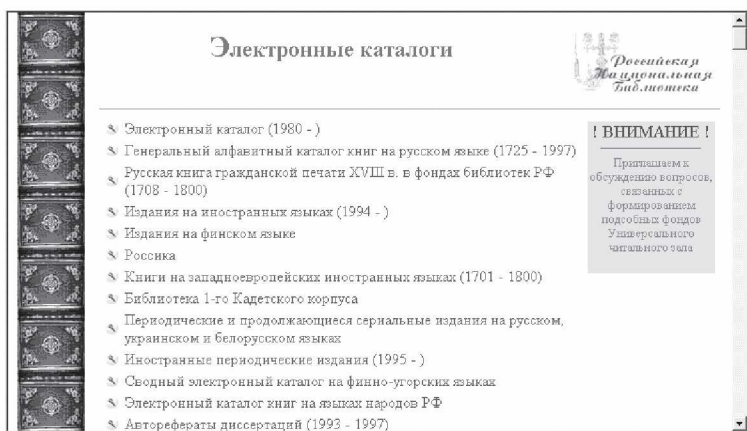 Электронные каталоги
Российская
Национальная
Библиотека
Электронный каталог (1980 - )
Генеральный алфавитный каталог книг на русском языке (1725 - 1997)
Русская книга гражданской печати XVIII в. в фондах библиотек РФ
(1708 - 1800)
Издания на иностранных языках (1994 - )
Издания на финском языке
Россика
Книги на западноевропейских иностранных языках (1701 - 1800)
Библиотека 1-го Кадетского корпуса
Периодические и продолжающиеся сериальные издания на русском,
украинском и белорусском языках
Иностранные периодические издания (1995 - )
Сводный электронный каталог на финно-угорских языках
Электронный каталог книг на языках народов РФ
Авторефераты диссертаций (1993 - 1997)
! ВНИМАНИЕ !
Приглашаем к
обсуждению вопросов,
связанных с
формированием
подсобных фондов
Универсального
читального зала